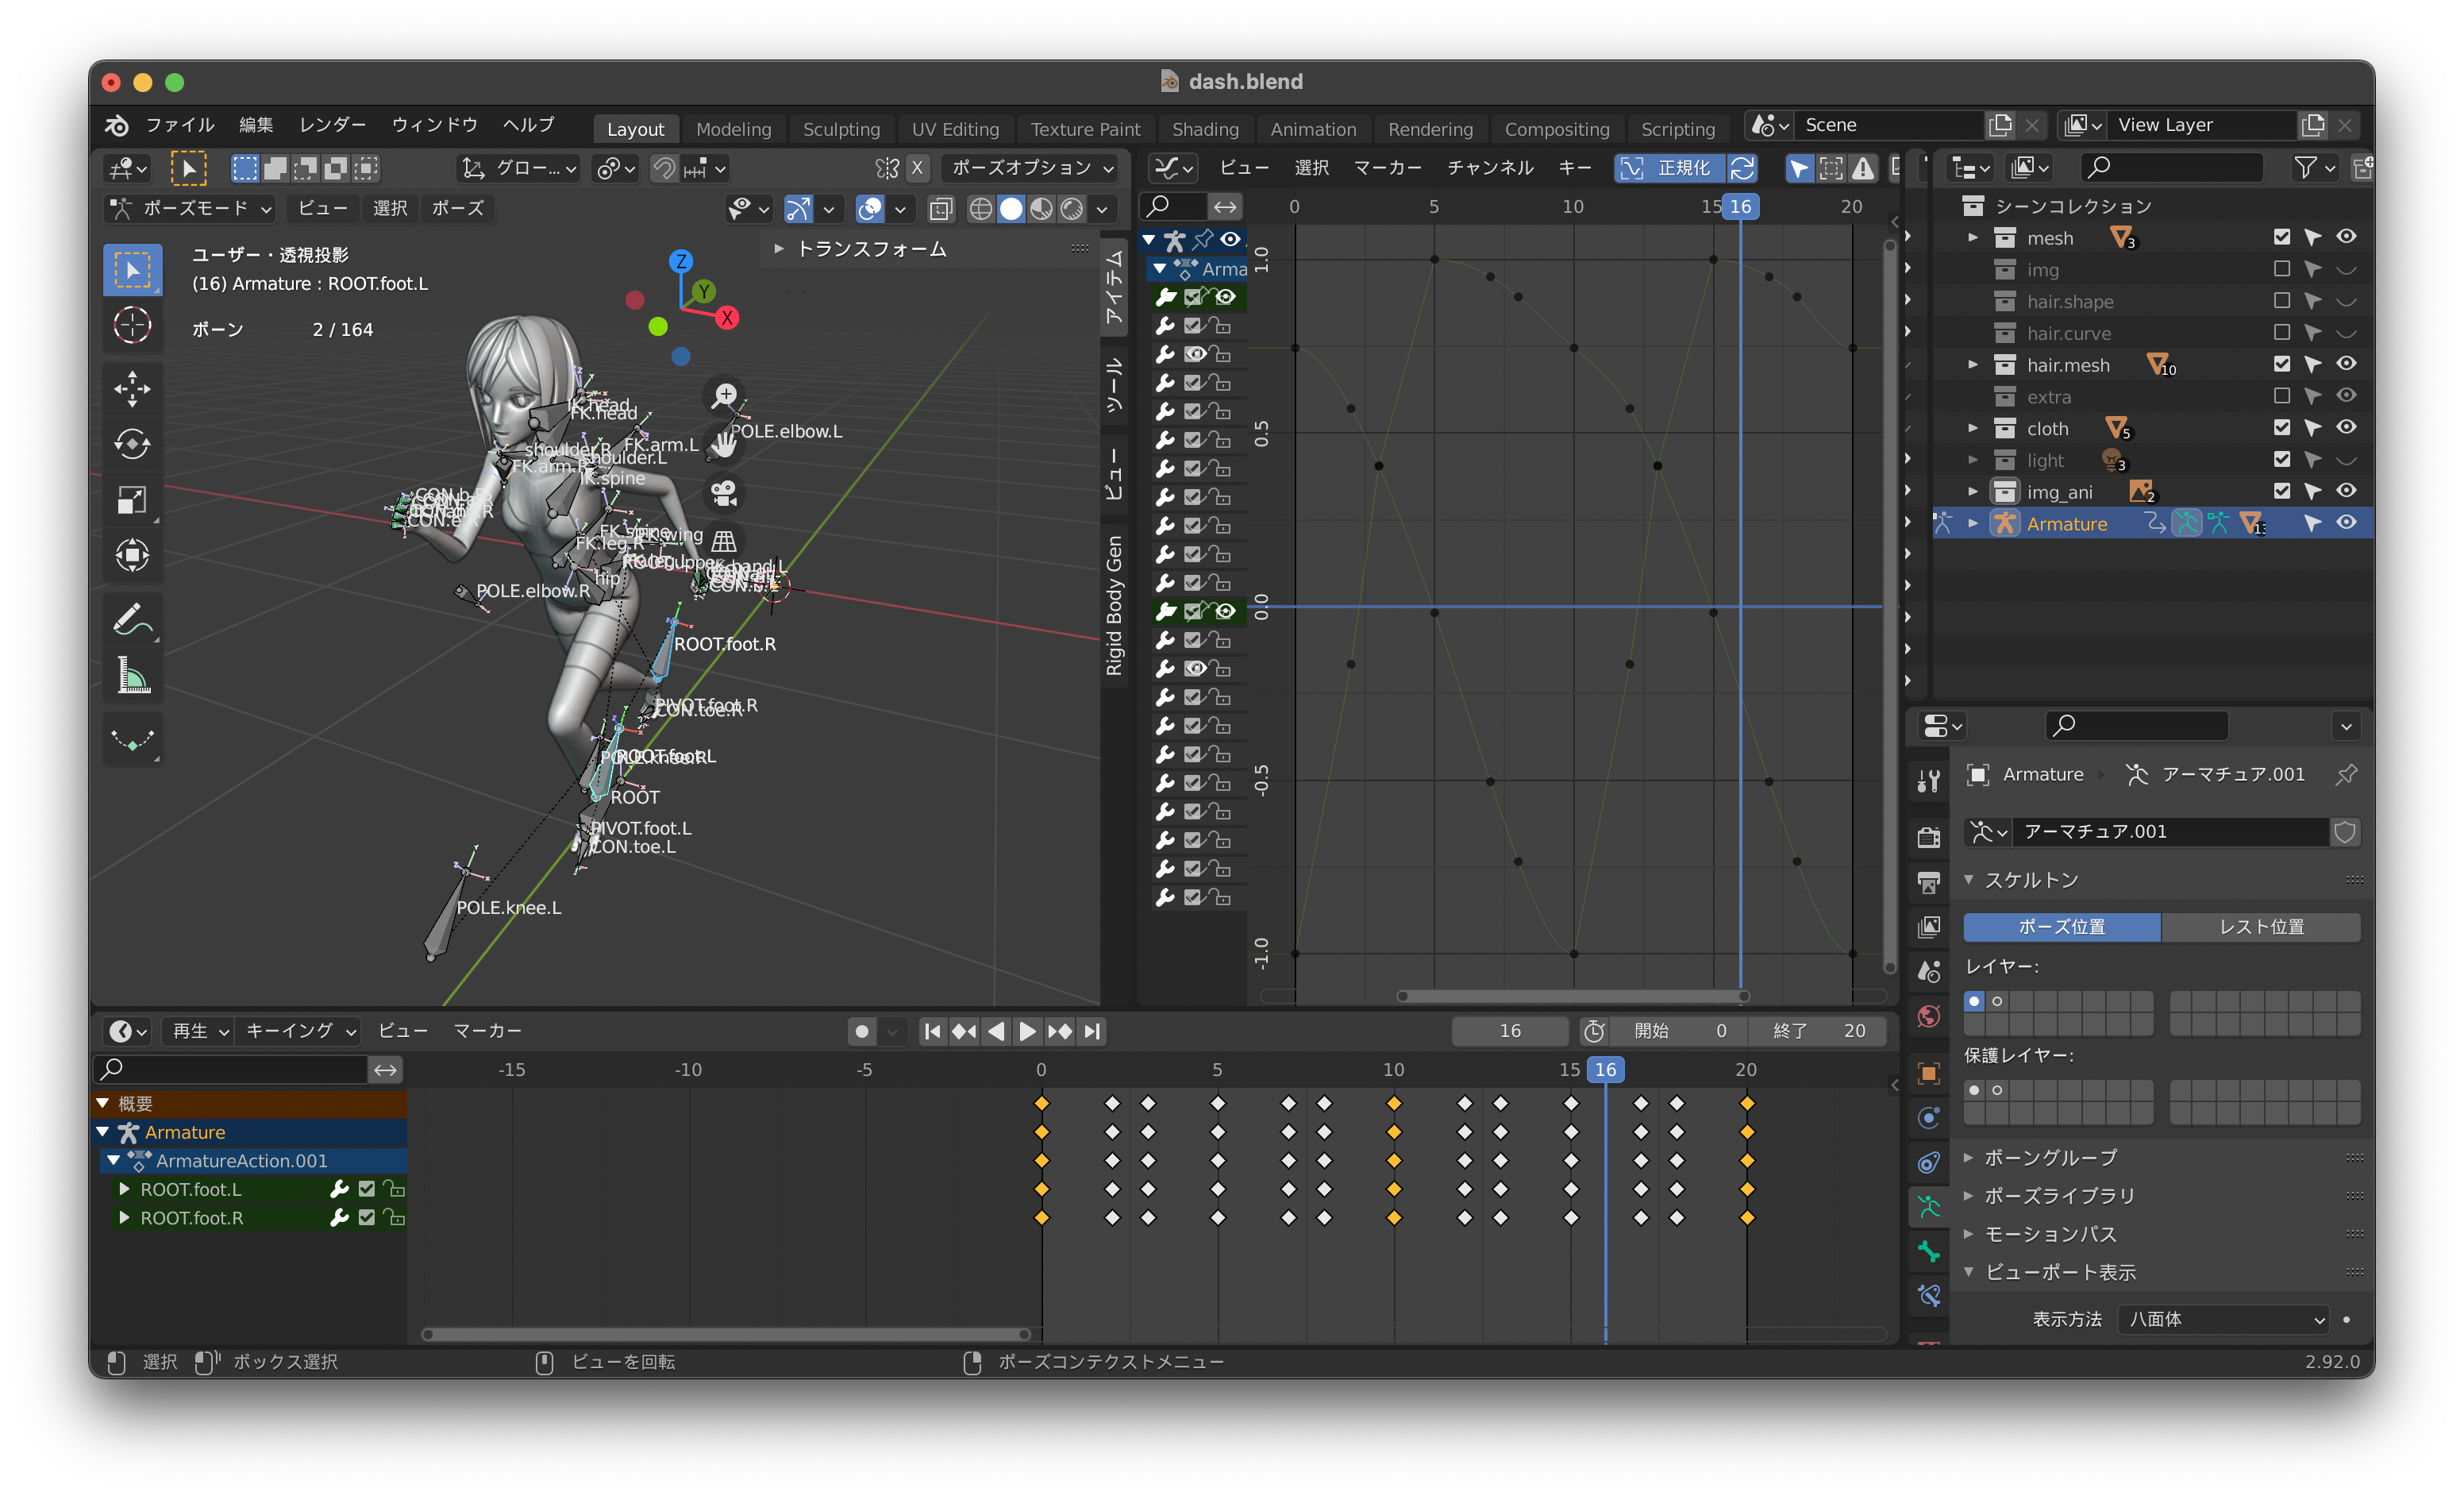 dash.blend
ファイル 編集 レンダー ウィンドウ ヘルプ Layout Modeling Sculpting UV Editing Texture Paint Shading Animation Rendering Compositing Scripting Scene View Layer
グロー... X ポーズオプション
ポーズモード ビュー 選択 ポーズ
ユーザー・透視投影
(16) Armature : ROOT.foot.L
ボーン 2 / 164
トランスフォーム
Z
Y
X
アイテム
ツール
ビュー
Rigid Body Gen
POLE.elbow.L
FK.head
FK.arm.L
shoulder.R
shoulder.L
FK.arm.R
IK.spine
FK.leg.R
hip
POLE.elbow.R
ROOT.foot.R
PIVOT.foot.R
CON.toe.R
ROOT.foot.L
ROOT
PIVOT.foot.L
CON.toe.L
POLE.knee.L
ビュー 選択 マーカー チャンネル キー 正規化
0 5 10 15 16 20
Arma
1.0
0.5
0.0
-0.5
-1.0
シーンコレクション
mesh 3
img
hair.shape
hair.curve
hair.mesh 10
extra
cloth 5
light 3
img_ani 2
Armature
Armature アーマチュア.001
アーマチュア.001
スケルトン
ポーズ位置 レスト位置
レイヤー:
保護レイヤー:
ボーングループ
ポーズライブラリ
モーションパス
ビューポート表示
表示方法 八面体
再生 キーイング ビュー マーカー 16 開始 0 終了 20
-15 -10 -5 0 5 10 15 16 20
概要
Armature
ArmatureAction.001
ROOT.foot.L
ROOT.foot.R
選択 ボックス選択 ビューを回転 ポーズコンテクストメニュー 2.92.0